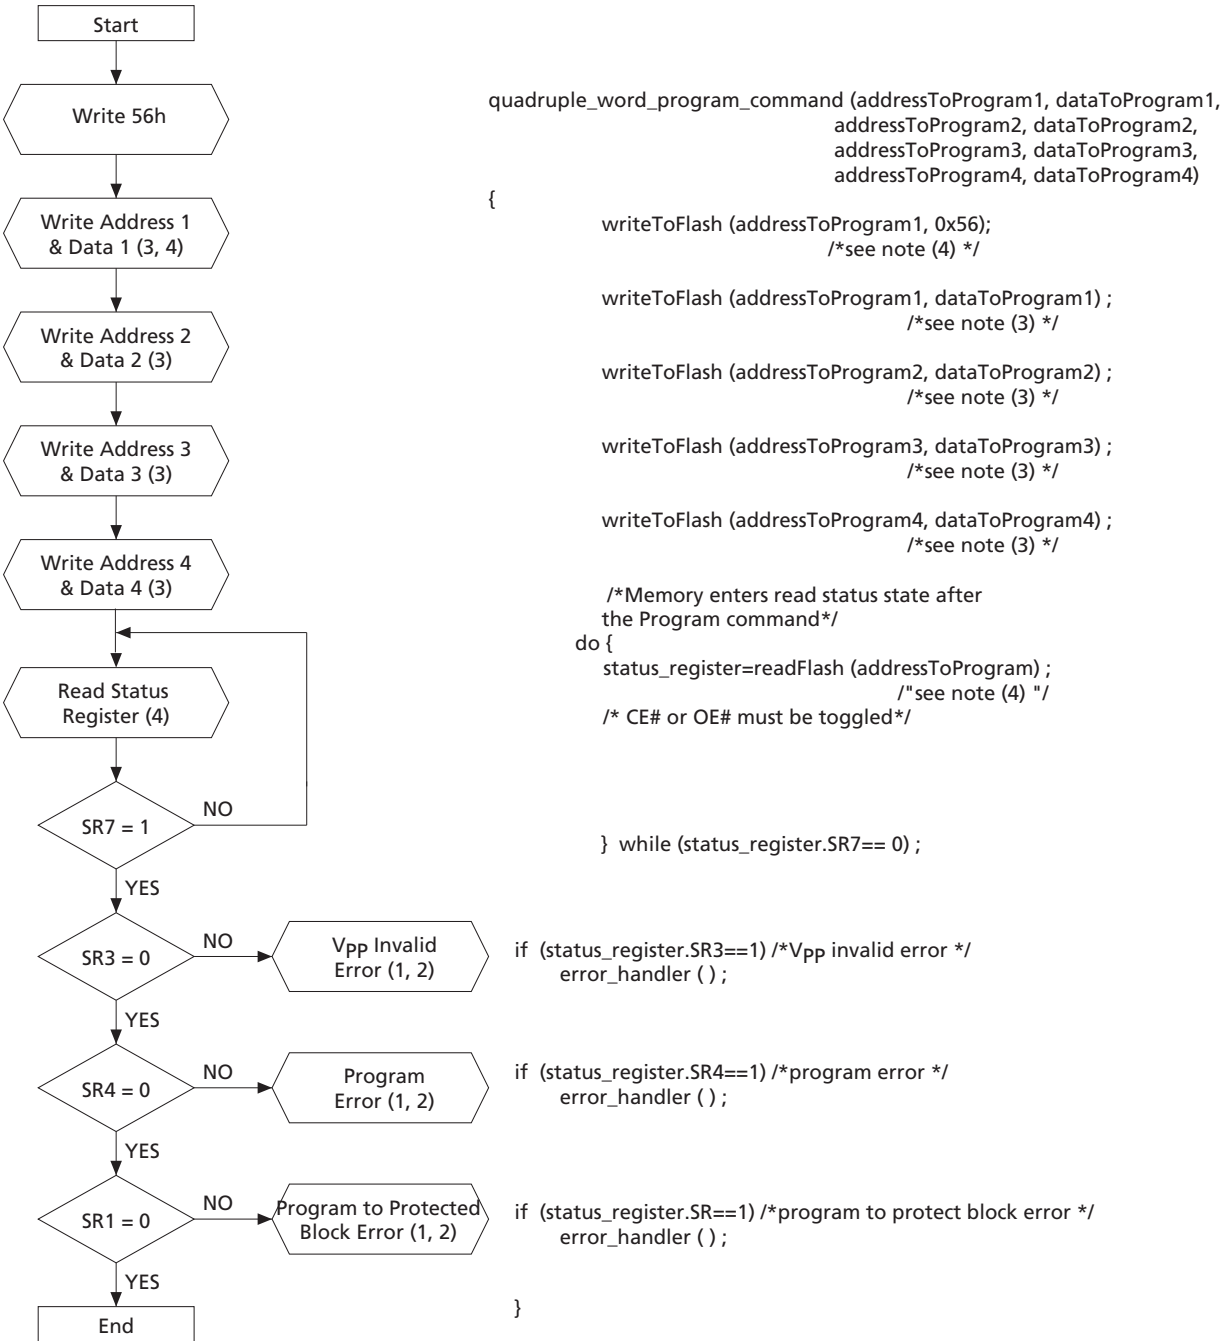 Start
Write 56h
Write Address 1
& Data 1 (3, 4)
Write Address 2
& Data 2 (3)
Write Address 3
& Data 3 (3)
Write Address 4
& Data 4 (3)
Read Status
Register (4)
SR7 = 1
NO
YES
SR3 = 0
NO
VPP Invalid
Error (1, 2)
YES
SR4 = 0
NO
Program
Error (1, 2)
YES
SR1 = 0
NO
Program to Protected
Block Error (1, 2)
YES
End
quadruple_word_program_command (addressToProgram1, dataToProgram1,
addressToProgram2, dataToProgram2,
addressToProgram3, dataToProgram3,
addressToProgram4, dataToProgram4)
{
writeToFlash (addressToProgram1, 0x56);
/*see note (4) */
writeToFlash (addressToProgram1, dataToProgram1) ;
/*see note (3) */
writeToFlash (addressToProgram2, dataToProgram2) ;
/*see note (3) */
writeToFlash (addressToProgram3, dataToProgram3) ;
/*see note (3) */
writeToFlash (addressToProgram4, dataToProgram4) ;
/*see note (3) */
/*Memory enters read status state after
the Program command*/
do {
status_register=readFlash (addressToProgram) ;
/"see note (4) "/
/* CE# or OE# must be toggled*/
} while (status_register.SR7== 0) ;
if (status_register.SR3==1) /*VPP invalid error */
error_handler ( ) ;
if (status_register.SR4==1) /*program error */
error_handler ( ) ;
if (status_register.SR==1) /*program to protect block error */
error_handler ( ) ;
}